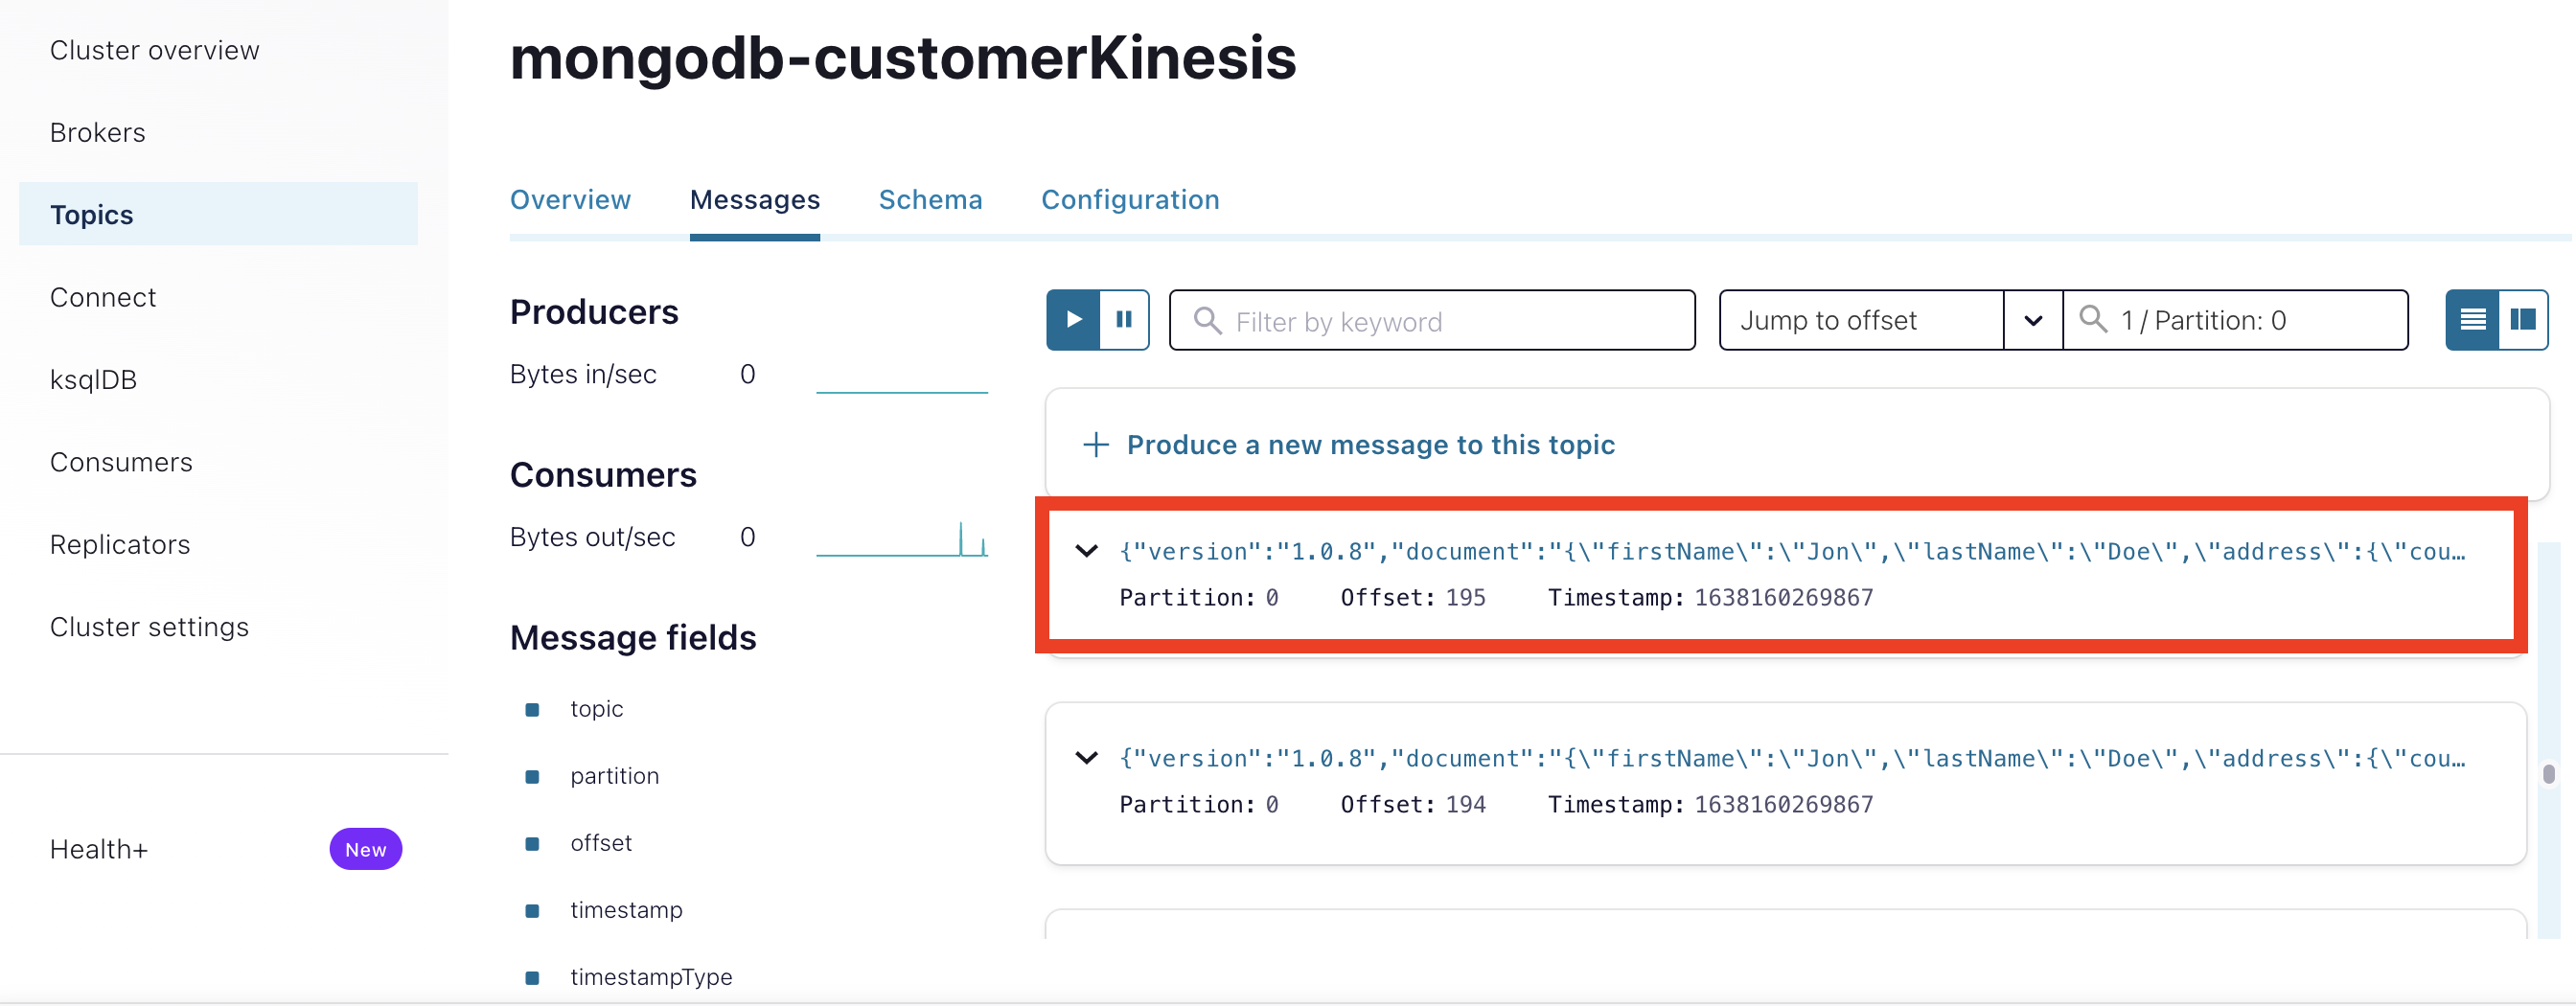 Cluster overview
Brokers
Topics
Connect
ksqlDB
Consumers
Replicators
Cluster settings
Health+ New
mongodb-customerKinesis
Overview Messages Schema Configuration
Producers
Bytes in/sec 0
Consumers
Bytes out/sec 0
Message fields
topic
partition
offset
timestamp
timestampType
Filter by keyword Jump to offset 1 / Partition: 0
+ Produce a new message to this topic
{"version":"1.0.8","document":"{\"firstName\":\"Jon\",\"lastName\":\"Doe\",\"address\":{\"cou…
Partition: 0 Offset: 195 Timestamp: 1638160269867
{"version":"1.0.8","document":"{\"firstName\":\"Jon\",\"lastName\":\"Doe\",\"address\":{\"cou…
Partition: 0 Offset: 194 Timestamp: 1638160269867